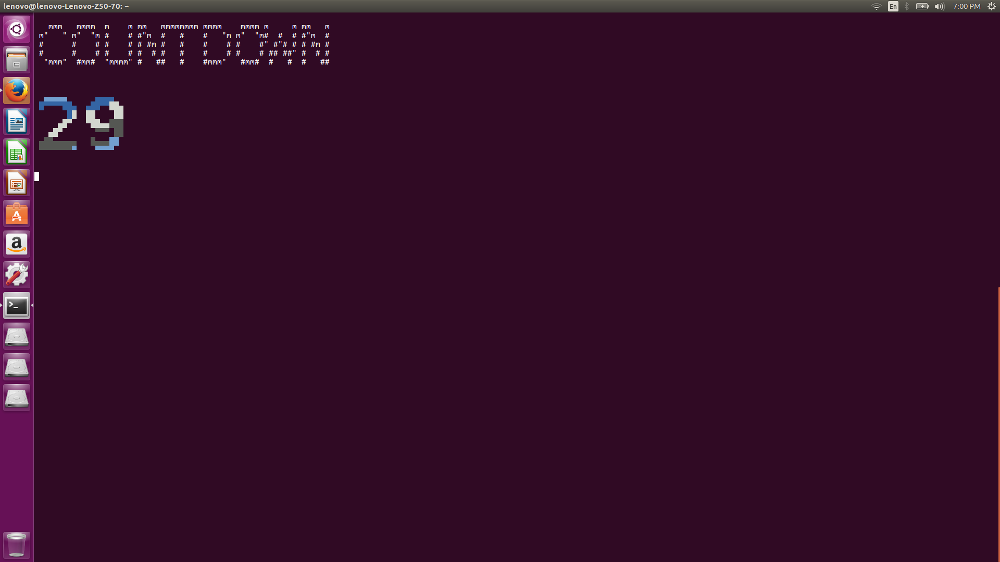 lenovo@lenovo-Lenovo-Z50-70: ~
En
7:00 PM
COUNTDOWN
29